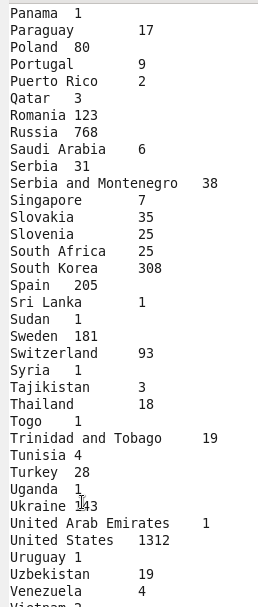 Panama	1
Paraguay	17
Poland	80
Portugal	9
Puerto Rico	2
Qatar	3
Romania	123
Russia	768
Saudi Arabia	6
Serbia	31
Serbia and Montenegro	38
Singapore	7
Slovakia	35
Slovenia	25
South Africa	25
South Korea	308
Spain	205
Sri Lanka	1
Sudan	1
Sweden	181
Switzerland	93
Syria	1
Tajikistan	3
Thailand	18
Togo	1
Trinidad and Tobago	19
Tunisia	4
Turkey	28
Uganda	1
Ukraine	143
United Arab Emirates	1
United States	1312
Uruguay	1
Uzbekistan	19
Venezuela	4
Vietnam	2